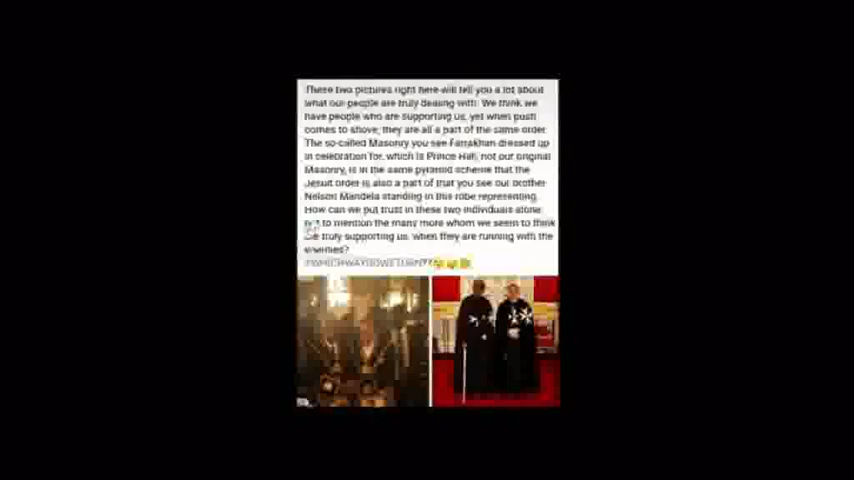 These two pictures right here will tell you a lot about
what our people are truly dealing with. We think we
have people who are supporting us, yet when push
comes to shove, they are all a part of the same order.
The so-called Masonry you see Farrakhan dressed up
in celebration for, which is Prince Hall, not our original
Masonry, is in the same pyramid scheme that the
Jesuit order is also a part of that you see our brother
Nelson Mandela standing in this robe representing.
How can we put trust in these two individuals alone
not to mention the many more whom we seem to think
are truly supporting us, when they are running with the
enemies?